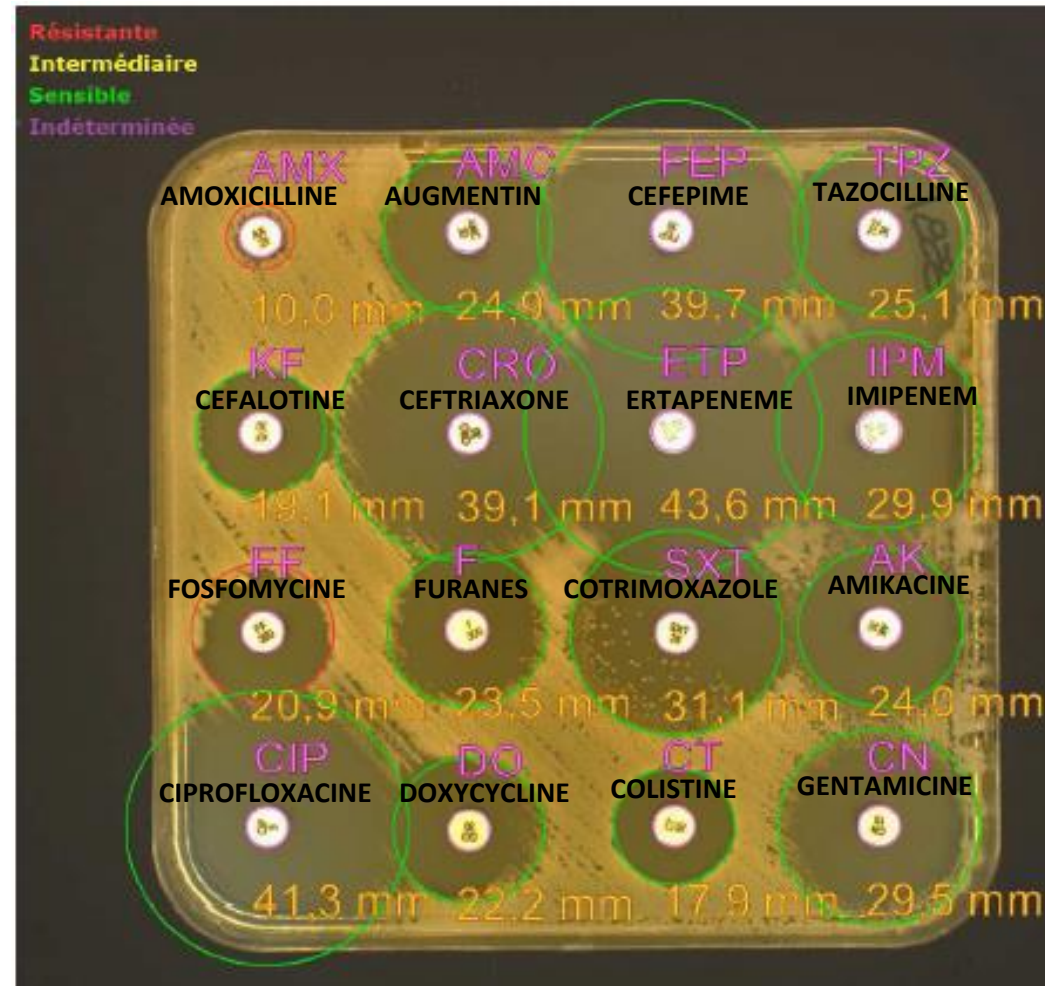 Résistante
Intermédiaire
Sensible
Indéterminée
AMX AMC FEP TPZ
AMOXICILLINE AUGMENTIN CEFEPIME TAZOCILLINE
10,0 mm 24,9 mm 39,7 mm 25,1 mm
KF CRO ETP IPM
CEFALOTINE CEFTRIAXONE ERTAPENEME IMIPENEM
19,1 mm 39,1 mm 43,6 mm 29,9 mm
FF F SXT AK
FOSFOMYCINE FURANES COTRIMOXAZOLE AMIKACINE
20,9 mm 23,5 mm 31,1 mm 24,0 mm
CIP DO CT CN
CIPROFLOXACINE DOXYCYCLINE COLISTINE GENTAMICINE
41,3 mm 22,2 mm 17,9 mm 29,5 mm